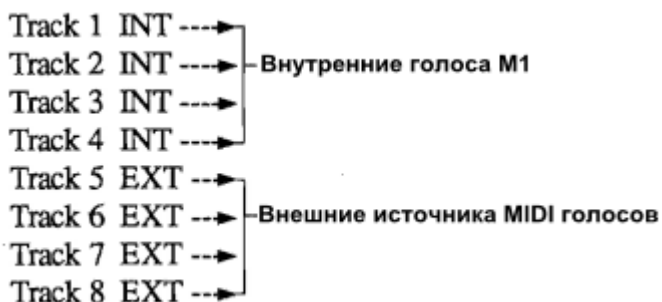 Track 1 INT
Track 2 INT Внутренние голоса M1
Track 3 INT
Track 4 INT
Track 5 EXT
Track 6 EXT Внешние источника MIDI голосов
Track 7 EXT
Track 8 EXT